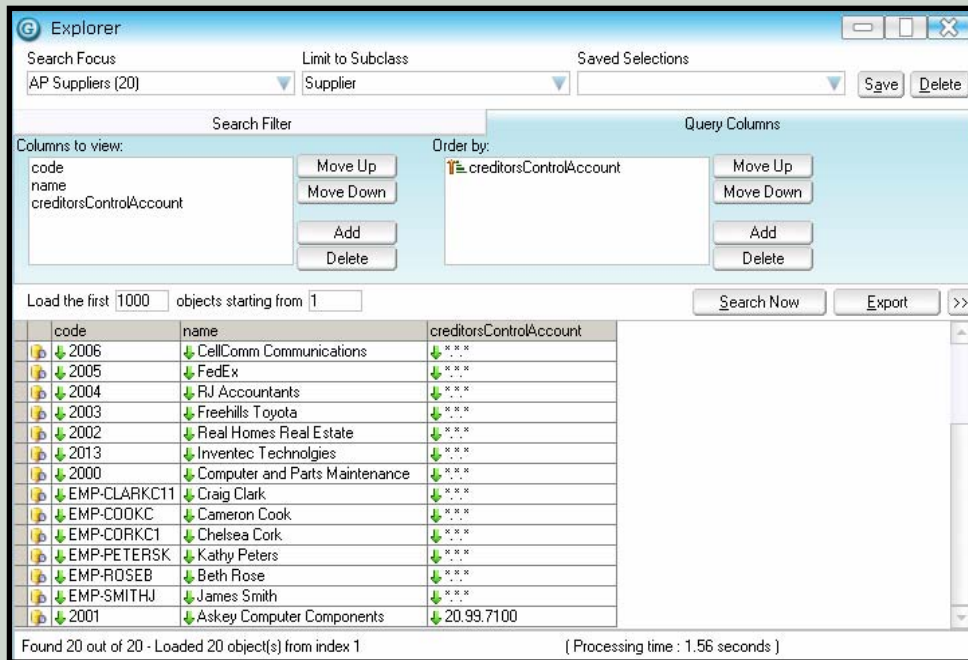 Explorer
Search Focus Limit to Subclass Saved Selections
AP Suppliers (20) Supplier Save Delete
Search Filter Query Columns
Columns to view: Order by:
code Move Up creditorsControlAccount Move Up
name Move Down Move Down
creditorsControlAccount
Add Add
Delete Delete
Load the first 1000 objects starting from 1 Search Now Export >>
code name creditorsControlAccount
2006 CellComm Communications *.*.*
2005 FedEx *.*.*
2004 RJ Accountants *.*.*
2003 Freehills Toyota *.*.*
2002 Real Homes Real Estate *.*.*
2013 Inventec Technolgies *.*.*
2000 Computer and Parts Maintenance *.*.*
EMP-CLARKC11 Craig Clark *.*.*
EMP-COOKC Cameron Cook *.*.*
EMP-CORKC1 Chelsea Cork *.*.*
EMP-PETERSK Kathy Peters *.*.*
EMP-ROSEB Beth Rose *.*.*
EMP-SMITHJ James Smith *.*.*
2001 Askey Computer Components 20.99.7100
Found 20 out of 20 - Loaded 20 object(s) from index 1 ( Processing time : 1.56 seconds )